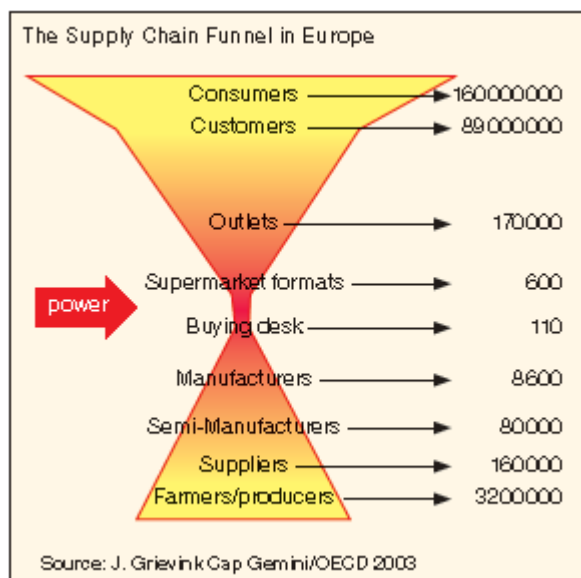 The Supply Chain Funnel in Europe
Consumers 160000000
Customers 89000000
Outlets 170000
Supermarket formats 600
power
Buying desk 110
Manufacturers 8600
Semi-Manufacturers 80000
Suppliers 160000
Farmers/producers 3200000
Source: J. Grievink Cap Gemini/OECD 2003